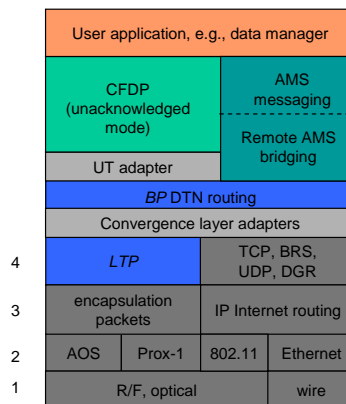 User application, e.g., data manager
CFDP
(unacknowledged
mode)
AMS
messaging
Remote AMS
bridging
UT adapter
BP DTN routing
Convergence layer adapters
4
LTP
TCP, BRS,
UDP, DGR
3
encapsulation
packets
IP Internet routing
2
AOS
Prox-1
802.11
Ethernet
1
R/F, optical
wire